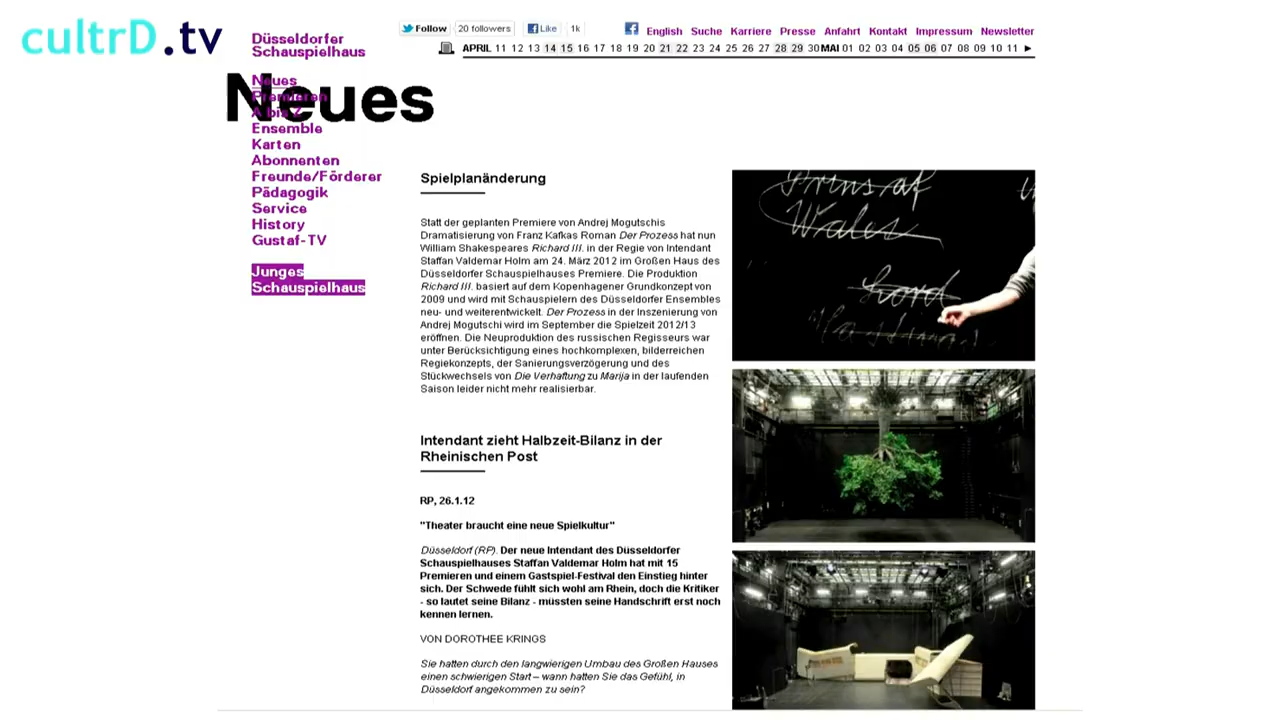 cultrD.tv
Düsseldorfer
Schauspielhaus
Follow 20 followers Like 1k
English Suche Karriere Presse Anfahrt Kontakt Impressum Newsletter
APRIL 11 12 13 14 15 16 17 18 19 20 21 22 23 24 25 26 27 28 29 30 MAI 01 02 03 04 05 06 07 08 09 10 11
Neues
Neues
Premieren
A bis Z
Ensemble
Karten
Abonnenten
Freunde/Förderer
Pädagogik
Service
History
Gustaf-TV
Junges
Schauspielhaus
Spielplanänderung
Statt der geplanten Premiere von Andrej Mogutschis
Dramatisierung von Franz Kafkas Roman Der Prozess hat nun
William Shakespeares Richard III. in der Regie von Intendant
Staffan Valdemar Holm am 24. März 2012 im Großen Haus des
Düsseldorfer Schauspielhauses Premiere. Die Produktion
Richard III. basiert auf dem Kopenhagener Grundkonzept von
2009 und wird mit Schauspielern des Düsseldorfer Ensembles
neu- und weiterentwickelt. Der Prozess in der Inszenierung von
Andrej Mogutschi wird im September die Spielzeit 2012/13
eröffnen. Die Neuproduktion des russischen Regisseurs war
unter Berücksichtigung eines hochkomplexen, bilderreichen
Regiekonzepts, der Sanierungsverzögerung und des
Stückwechsels von Die Verhaftung zu Marija in der laufenden
Saison leider nicht mehr realisierbar.
Intendant zieht Halbzeit-Bilanz in der
Rheinischen Post
RP, 26.1.12
"Theater braucht eine neue Spielkultur"
Düsseldorf (RP). Der neue Intendant des Düsseldorfer
Schauspielhauses Staffan Valdemar Holm hat mit 15
Premieren und einem Gastspiel-Festival den Einstieg hinter
sich. Der Schwede fühlt sich wohl am Rhein, doch die Kritiker
- so lautet seine Bilanz - müssten seine Handschrift erst noch
kennen lernen.
VON DOROTHEE KRINGS
Sie hatten durch den langwierigen Umbau des Großen Hauses
einen schwierigen Start – wann hatten Sie das Gefühl, in
Düsseldorf angekommen zu sein?
Prins af
Wales
Lord